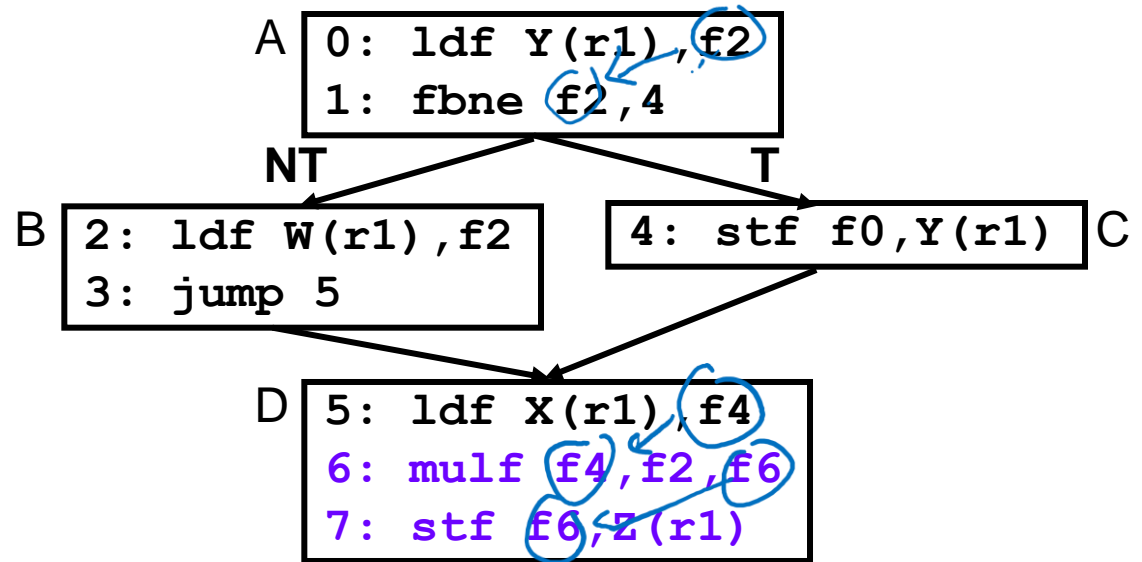 A
0: ldf Y(r1),f2
1: fbne f2,4
NT
T
B
2: ldf W(r1),f2
3: jump 5
4: stf f0,Y(r1)
C
D
5: ldf X(r1),f4
6: mulf f4,f2,f6
7: stf f6,Z(r1)